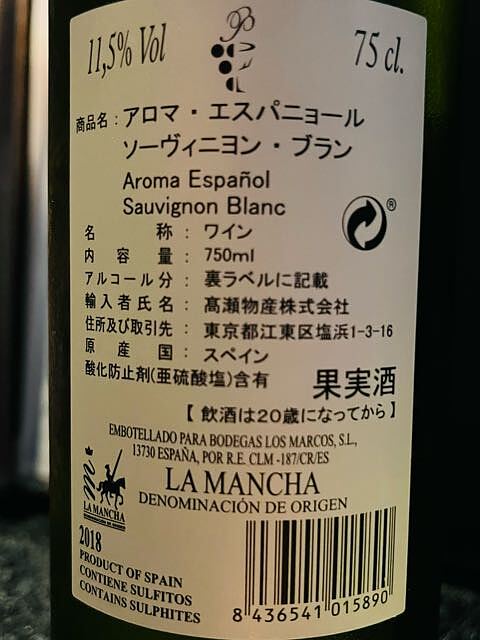 11,5% Vol
75 cl.
商品名：アロマ・エスパニョール
ソーヴィニヨン・ブラン
Aroma Español
Sauvignon Blanc
名称：ワイン
内容量：750ml
アルコール分：裏ラベルに記載
輸入者氏名：髙瀬物産株式会社
住所及び取引先：東京都江東区塩浜1-3-16
原産国：スペイン
酸化防止剤(亜硫酸塩)含有
果実酒
【 飲酒は20歳になってから 】
EMBOTELLADO PARA BODEGAS LOS MARCOS, S.L.,
13730 ESPAÑA, POR R.E. CLM -187/CR/ES
LA MANCHA
DENOMINACIÓN DE ORIGEN
LA MANCHA
2018
PRODUCT OF SPAIN
CONTIENE SULFITOS
CONTAINS SULPHITES
8 436541 015890